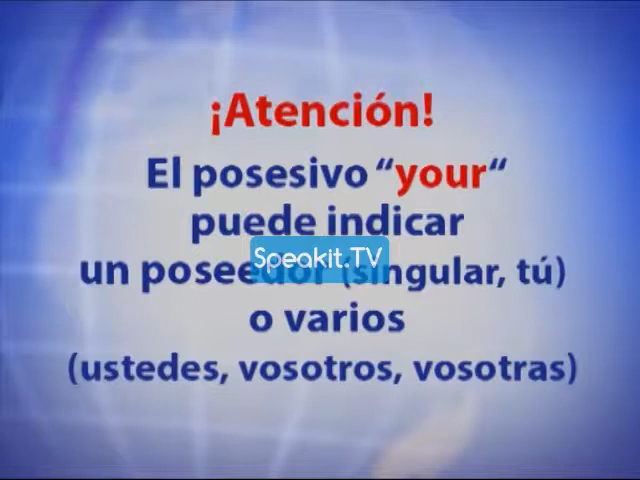 ¡Atención!
El posesivo “your“
puede indicar
Speakit.TV
un poseedor (singular, tú)
o varios
(ustedes, vosotros, vosotras)